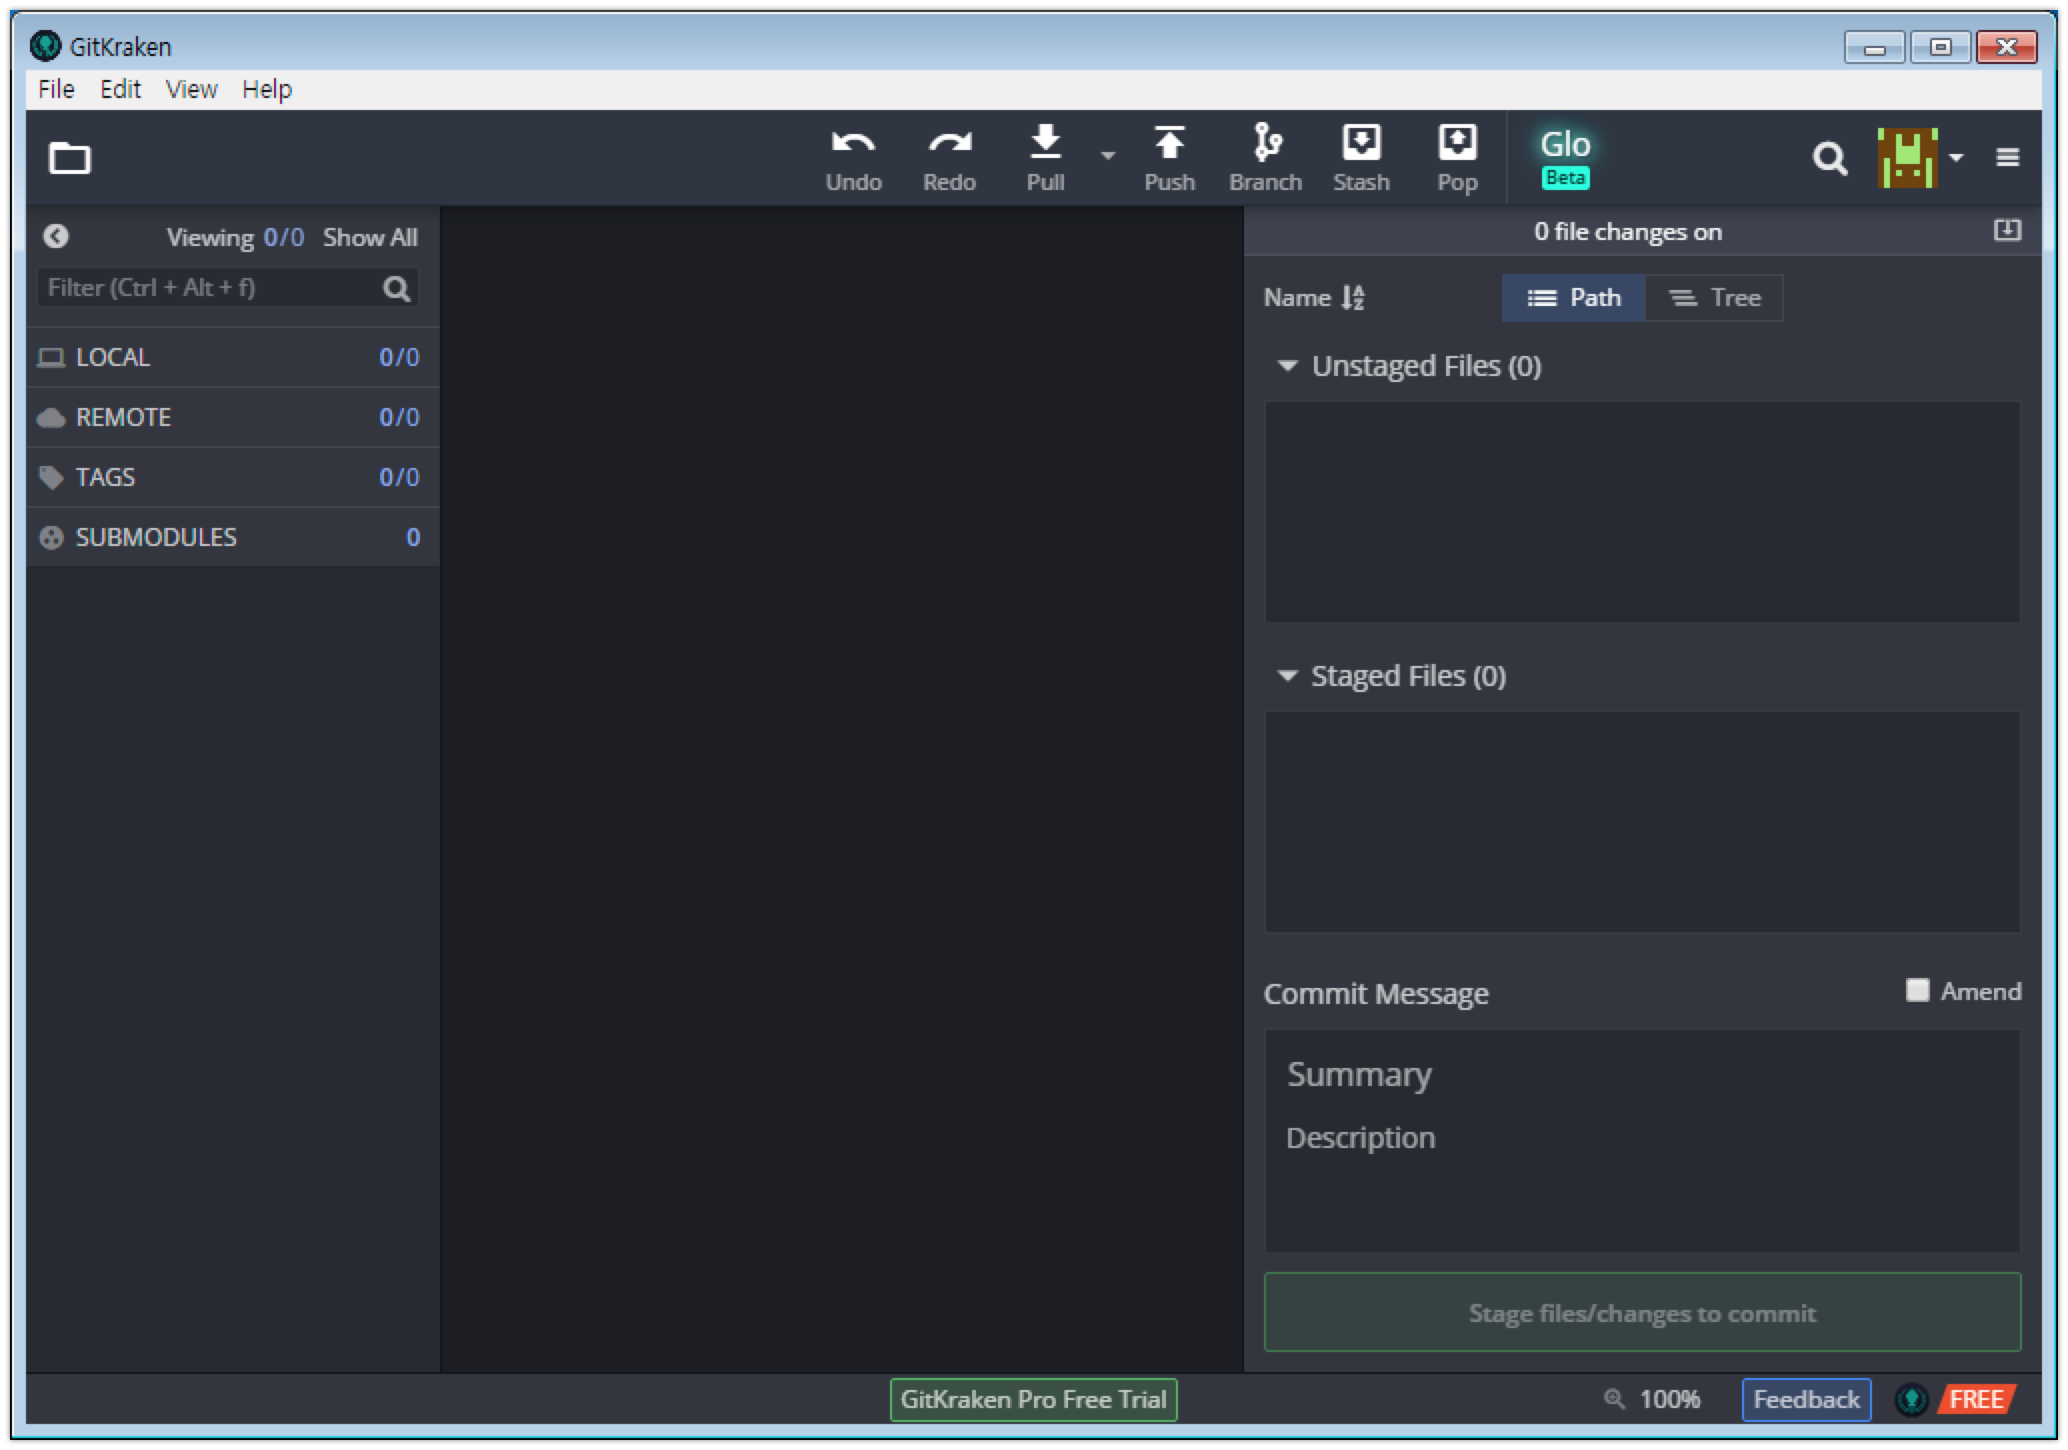 GitKraken
File Edit View Help
Undo Redo Pull Push Branch Stash Pop
Glo
Beta
Viewing 0/0 Show All
Filter (Ctrl + Alt + f)
LOCAL 0/0
REMOTE 0/0
TAGS 0/0
SUBMODULES 0
0 file changes on
Name
Path
Tree
Unstaged Files (0)
Staged Files (0)
Commit Message
Amend
Summary
Description
Stage files/changes to commit
GitKraken Pro Free Trial
100%
Feedback
FREE